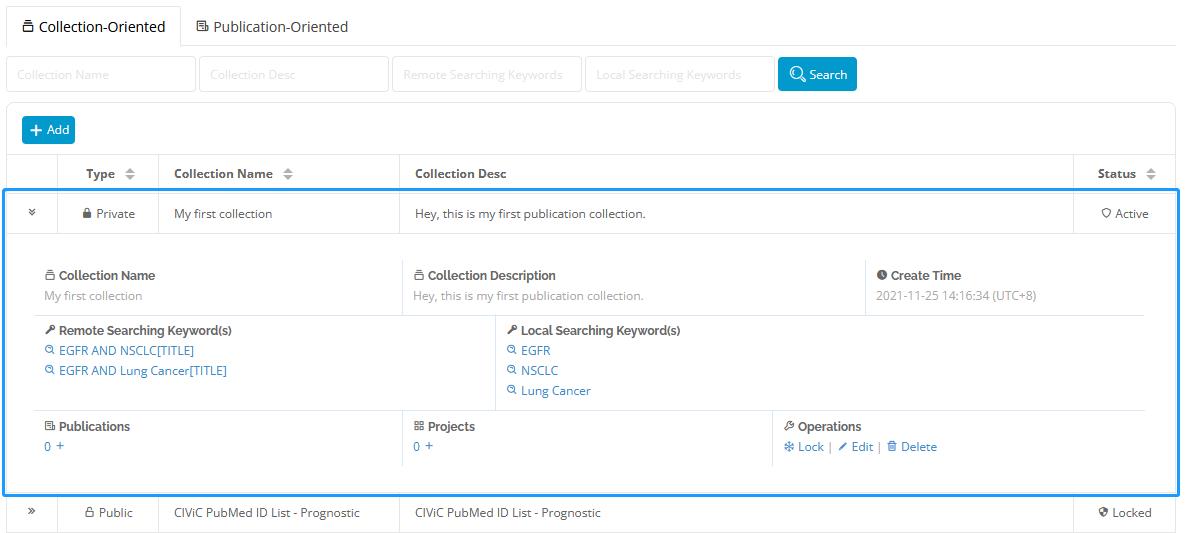 Collection-Oriented Publication-Oriented
Collection Name Collection Desc Remote Searching Keywords Local Searching Keywords Search
+ Add
Type Collection Name Collection Desc Status
Private My first collection Hey, this is my first publication collection. Active
Collection Name Collection Description Create Time
My first collection Hey, this is my first publication collection. 2021-11-25 14:16:34 (UTC+8)
Remote Searching Keyword(s) Local Searching Keyword(s)
EGFR AND NSCLC[TITLE] EGFR
EGFR AND Lung Cancer[TITLE] NSCLC
Lung Cancer
Publications Projects Operations
0 + 0 + Lock | Edit | Delete
Public CIViC PubMed ID List - Prognostic CIViC PubMed ID List - Prognostic Locked